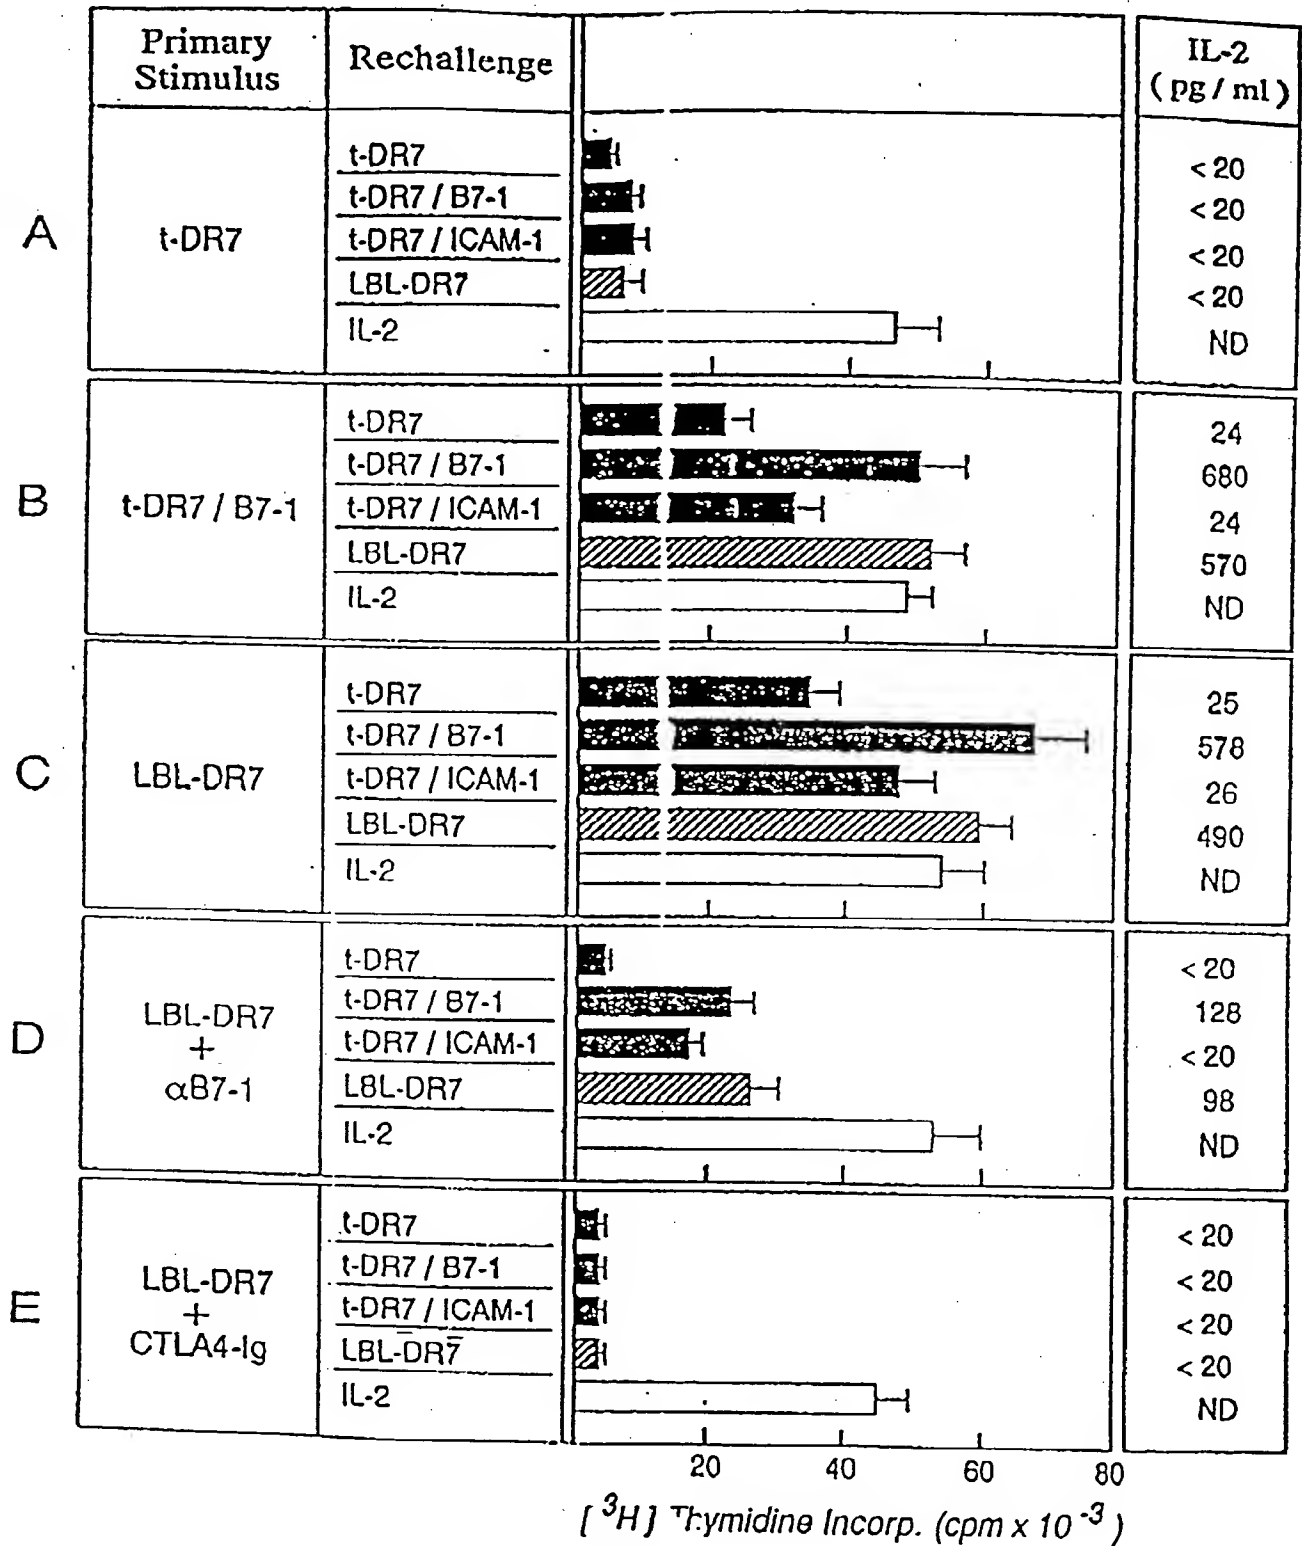 Primary Stimulus
Rechallenge
IL-2
(pg / ml)
A
t-DR7
t-DR7
< 20
t-DR7 / B7-1
< 20
t-DR7 / ICAM-1
< 20
LBL-DR7
< 20
IL-2
ND
B
t-DR7 / B7-1
t-DR7
24
t-DR7 / B7-1
680
t-DR7 / ICAM-1
24
LBL-DR7
570
IL-2
ND
C
LBL-DR7
t-DR7
25
t-DR7 / B7-1
578
t-DR7 / ICAM-1
26
LBL-DR7
490
IL-2
ND
D
LBL-DR7
+
αB7-1
t-DR7
< 20
t-DR7 / B7-1
128
t-DR7 / ICAM-1
< 20
LBL-DR7
98
IL-2
ND
E
LBL-DR7
+
CTLA4-Ig
t-DR7
< 20
t-DR7 / B7-1
< 20
t-DR7 / ICAM-1
< 20
LBL-DR7
< 20
IL-2
ND
20 40 60 80
[ ³H ] Thymidine Incorp. (cpm x 10 ⁻³ )